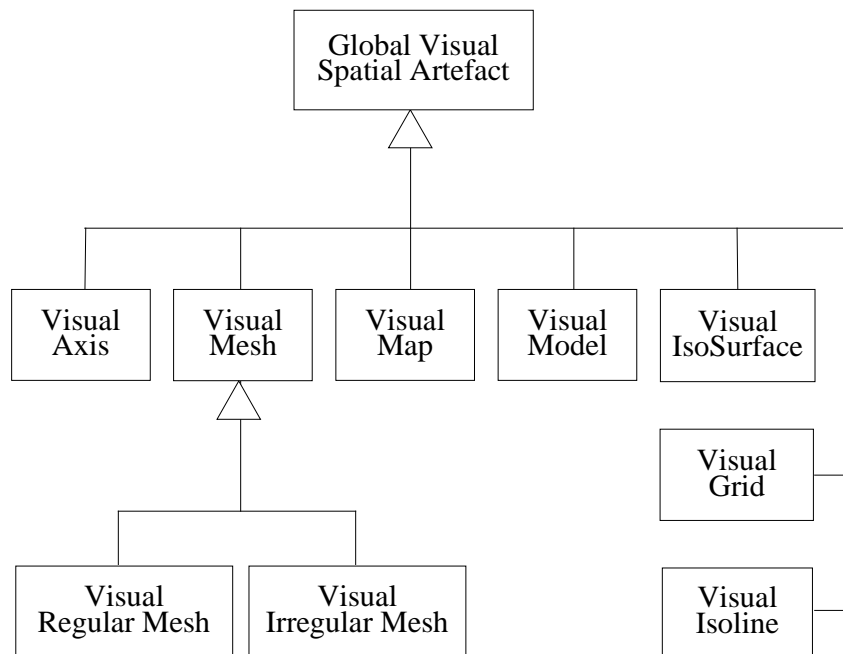 Global Visual
Spatial Artefact
Visual
Axis
Visual
Mesh
Visual
Map
Visual
Model
Visual
IsoSurface
Visual
Grid
Visual
Regular Mesh
Visual
Irregular Mesh
Visual
Isoline